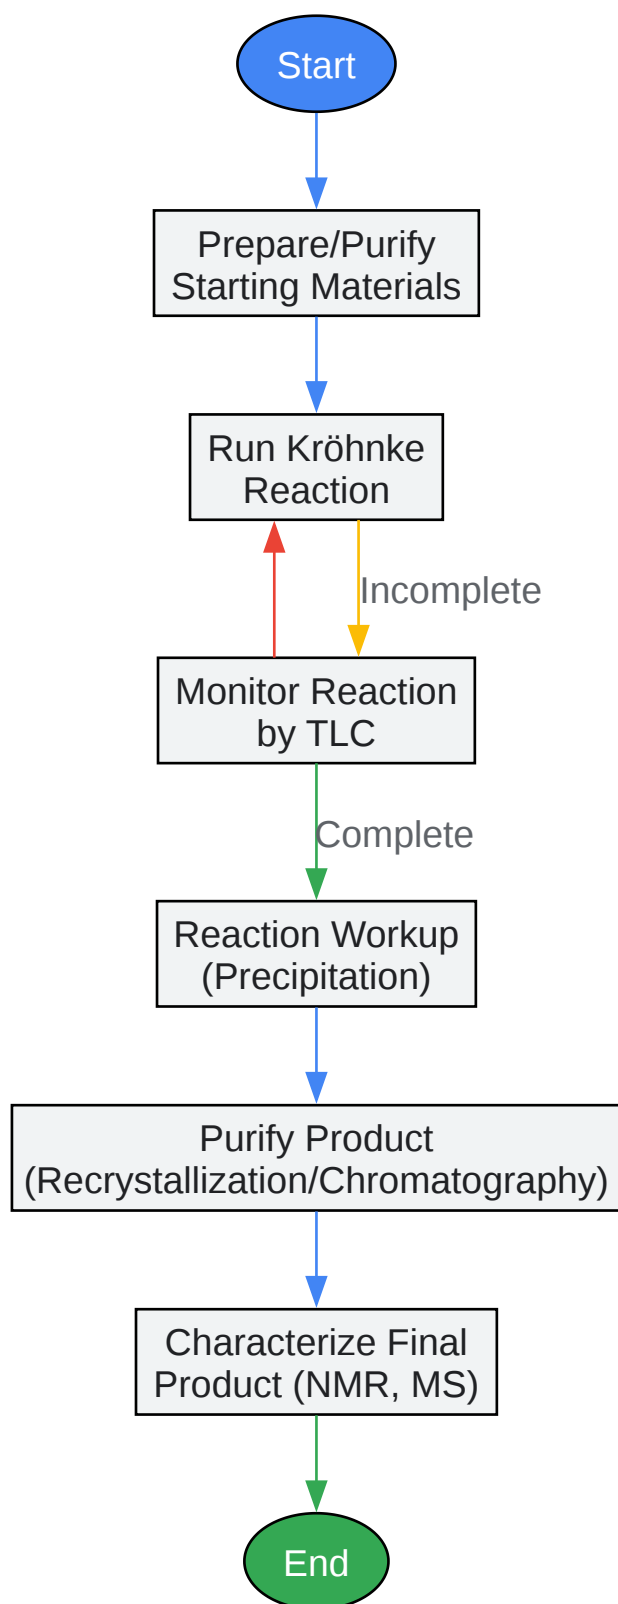 Start
Prepare/Purify
Starting Materials
Run Kröhnke
Reaction
Incomplete
Monitor Reaction
by TLC
Complete
Reaction Workup
(Precipitation)
Purify Product
(Recrystallization/Chromatography)
Characterize Final
Product (NMR, MS)
End